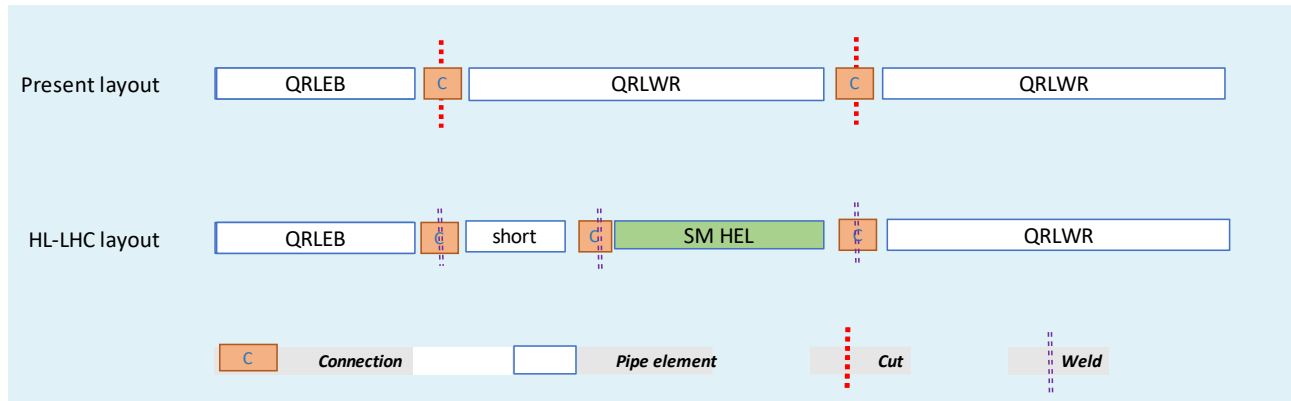 Present layout QRLEB C QRLWR C QRLWR
HL-LHC layout QRLEB C short C SM HEL C QRLWR
C Connection Pipe element Cut Weld